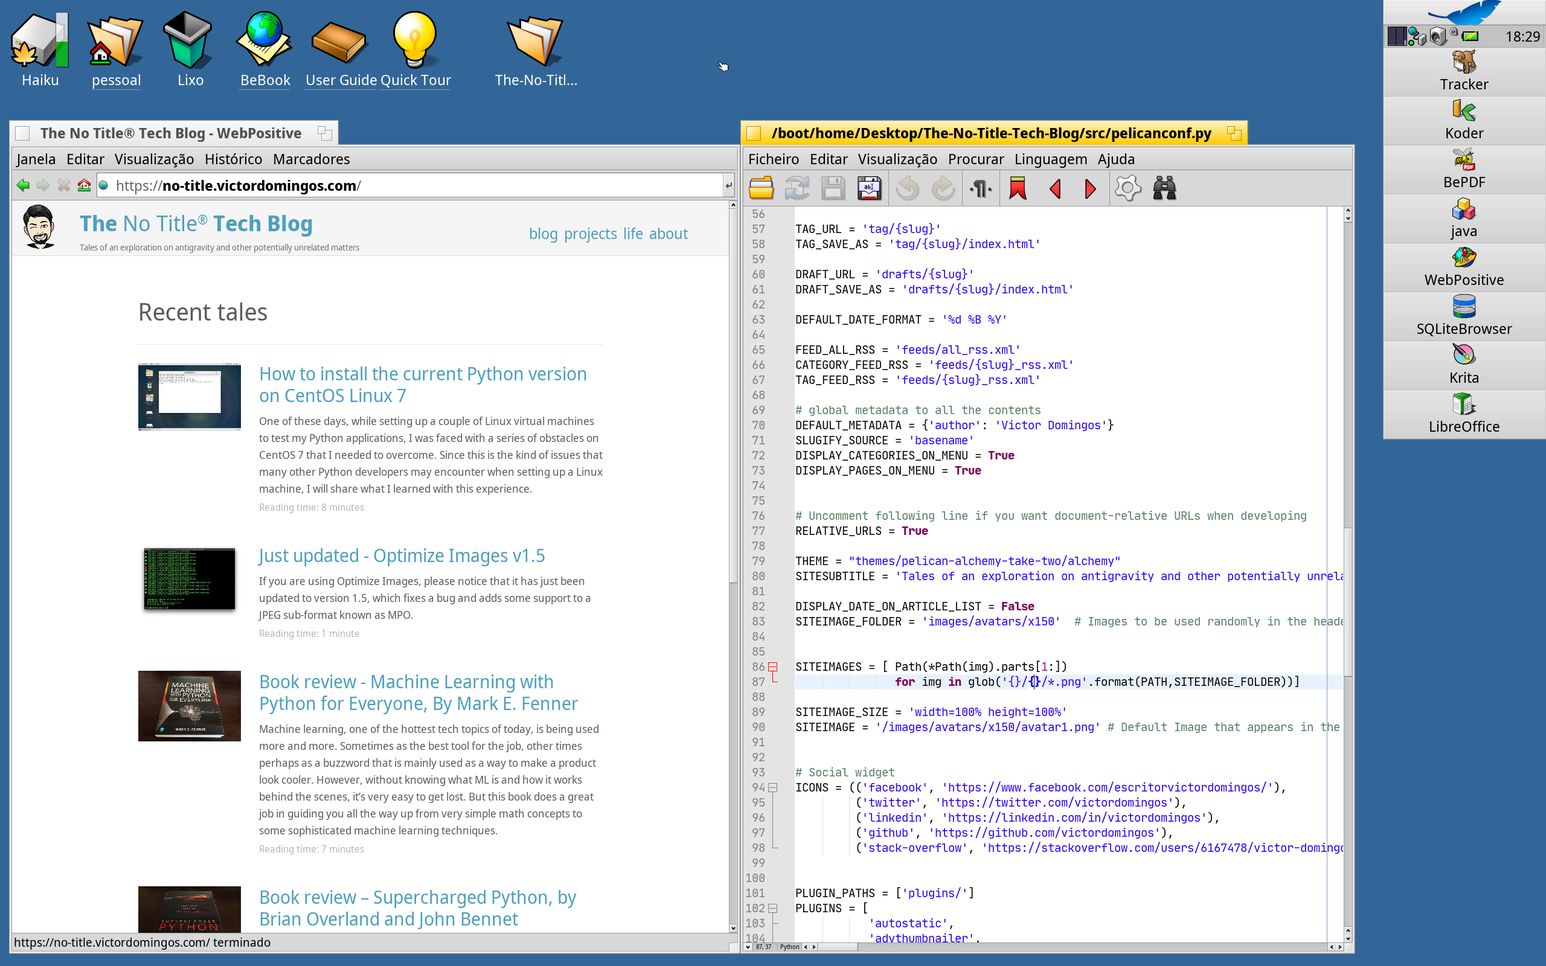 Haiku
pessoal
Lixo
BeBook
User Guide
Quick Tour
The-No-Titl...
18:29
Tracker
Koder
BePDF
java
WebPositive
SQLiteBrowser
Krita
LibreOffice
The No Title® Tech Blog - WebPositive
Janela Editar Visualização Histórico Marcadores
https://no-title.victordomingos.com/
The No Title® Tech Blog
Tales of an exploration on antigravity and other potentially unrelated matters
blog projects life about
Recent tales
How to install the current Python version
on CentOS Linux 7
One of these days, while setting up a couple of Linux virtual machines
to test my Python applications, I was faced with a series of obstacles on
CentOS 7 that I needed to overcome. Since this is the kind of issues that
many other Python developers may encounter when setting up a Linux
machine, I will share what I learned with this experience.
Reading time: 8 minutes
Just updated - Optimize Images v1.5
If you are using Optimize Images, please notice that it has just been
updated to version 1.5, which fixes a bug and adds some support to a
JPEG sub-format known as MPO.
Reading time: 1 minute
MACHINE LEARNING
WITH PYTHON
FOR EVERYONE
MARK E. FENNER
Book review - Machine Learning with
Python for Everyone, By Mark E. Fenner
Machine learning, one of the hottest tech topics of today, is being used
more and more. Sometimes as the best tool for the job, other times
perhaps as a buzzword that is mainly used as a way to make a product
look cooler. However, without knowing what ML is and how it works
behind the scenes, it's very easy to get lost. But this book does a great
job in guiding you all the way up from very simple math concepts to
some sophisticated machine learning techniques.
Reading time: 7 minutes
SUPERCHARGED
PYTHON
Book review – Supercharged Python, by
Brian Overland and John Bennet
https://no-title.victordomingos.com/ terminado
/boot/home/Desktop/The-No-Title-Tech-Blog/src/pelicanconf.py
Ficheiro Editar Visualização Procurar Linguagem Ajuda
56
57 TAG_URL = 'tag/{slug}'
58 TAG_SAVE_AS = 'tag/{slug}/index.html'
59
60 DRAFT_URL = 'drafts/{slug}'
61 DRAFT_SAVE_AS = 'drafts/{slug}/index.html'
62
63 DEFAULT_DATE_FORMAT = '%d %B %Y'
64
65 FEED_ALL_RSS = 'feeds/all_rss.xml'
66 CATEGORY_FEED_RSS = 'feeds/{slug}_rss.xml'
67 TAG_FEED_RSS = 'feeds/{slug}_rss.xml'
68
69 # global metadata to all the contents
70 DEFAULT_METADATA = {'author': 'Victor Domingos'}
71 SLUGIFY_SOURCE = 'basename'
72 DISPLAY_CATEGORIES_ON_MENU = True
73 DISPLAY_PAGES_ON_MENU = True
74
75
76 # Uncomment following line if you want document-relative URLs when developing
77 RELATIVE_URLS = True
78
79 THEME = "themes/pelican-alchemy-take-two/alchemy"
80 SITESUBTITLE = 'Tales of an exploration on antigravity and other potentially unrela
81
82 DISPLAY_DATE_ON_ARTICLE_LIST = False
83 SITEIMAGE_FOLDER = 'images/avatars/x150' # Images to be used randomly in the heade
84
85
86 SITEIMAGES = [ Path(*Path(img).parts[1:])
87 for img in glob('{}/{}/*.png'.format(PATH,SITEIMAGE_FOLDER))]
88
89 SITEIMAGE_SIZE = 'width=100% height=100%'
90 SITEIMAGE = '/images/avatars/x150/avatar1.png' # Default Image that appears in the
91
92
93 # Social widget
94 ICONS = (('facebook', 'https://www.facebook.com/escritorvictordomingos/'),
95 ('twitter', 'https://twitter.com/victordomingos'),
96 ('linkedin', 'https://linkedin.com/in/victordomingos'),
97 ('github', 'https://github.com/victordomingos'),
98 ('stack-overflow', 'https://stackoverflow.com/users/6167478/victor-domingo
99
100
101 PLUGIN_PATHS = ['plugins/']
102 PLUGINS = [
103 'autostatic',
104 'advthumbnailer',
87, 37 Python